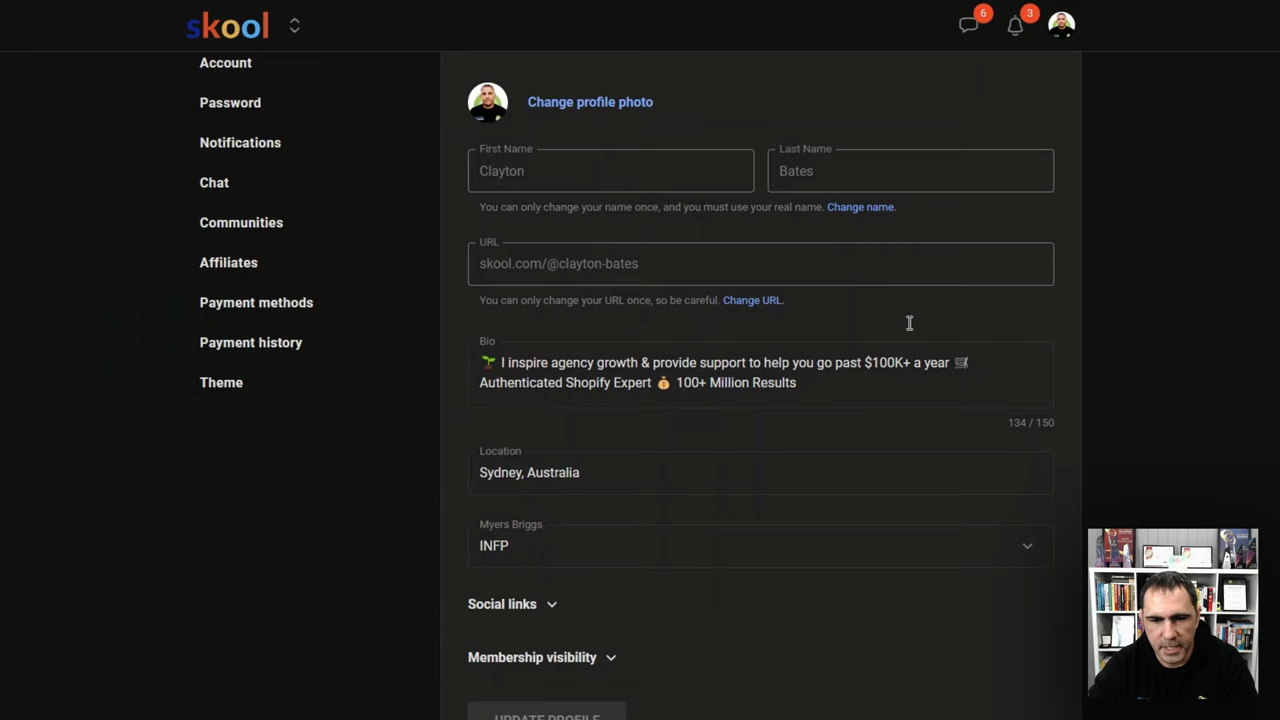 skool
6
3
Account
Password
Notifications
Chat
Communities
Affiliates
Payment methods
Payment history
Theme
Change profile photo
First Name
Clayton
Last Name
Bates
You can only change your name once, and you must use your real name. Change name.
URL
skool.com/@clayton-bates
You can only change your URL once, so be careful. Change URL.
Bio
🌱 I inspire agency growth & provide support to help you go past $100K+ a year 🛒
Authenticated Shopify Expert 💰 100+ Million Results
134 / 150
Location
Sydney, Australia
Myers Briggs
INFP
Social links
Membership visibility
UPDATE PROFILE